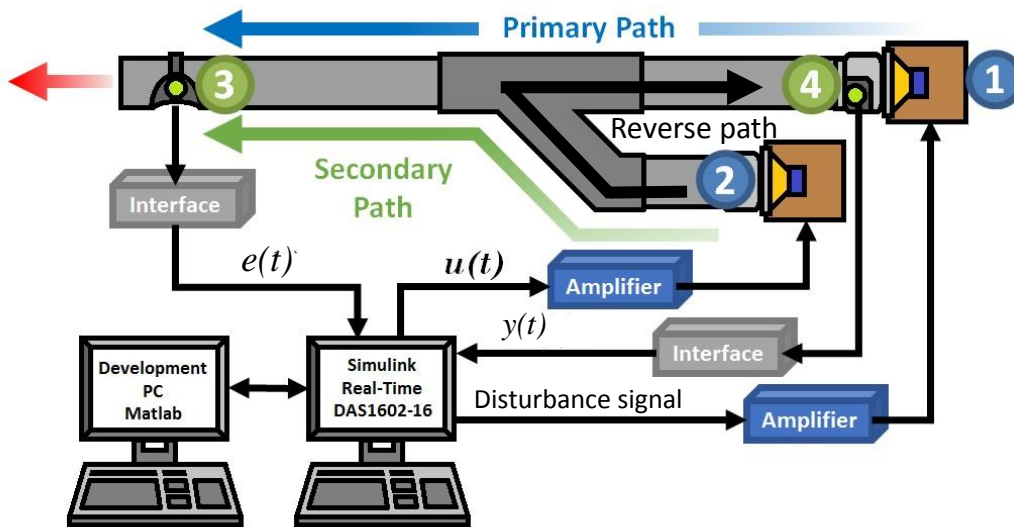 Primary Path
1
3
4
Reverse path
2
Secondary
Path
Interface
e(t)
u(t)
Amplifier
y(t)
Interface
Development
PC
Matlab
Simulink
Real-Time
DAS1602-16
Disturbance signal
Amplifier